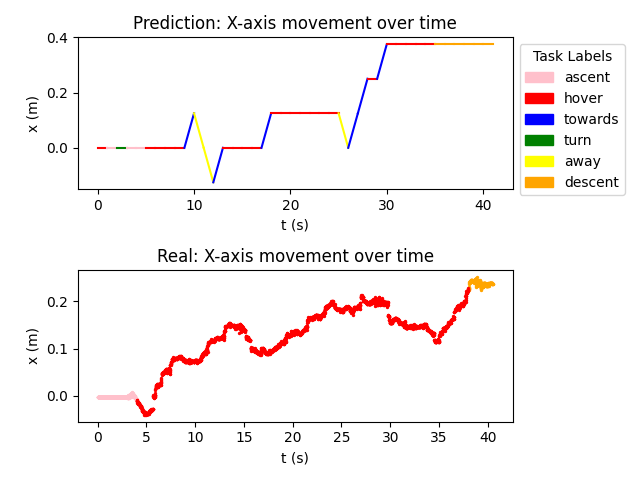 Prediction: X-axis movement over time
0.4
0.2
0.0
x (m)
0 10 20 30 40
t (s)
Task Labels
ascent
hover
towards
turn
away
descent
Real: X-axis movement over time
0.2
0.1
0.0
x (m)
0 5 10 15 20 25 30 35 40
t (s)